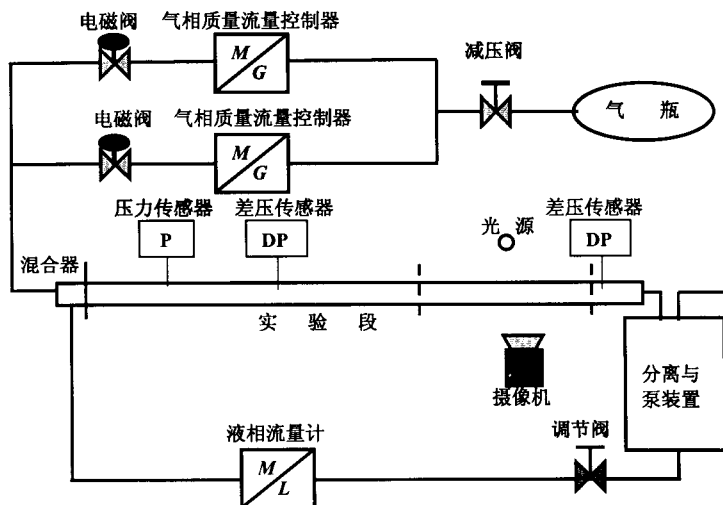 电磁阀
气相质量流量控制器
M
G
减压阀
气 瓶
电磁阀
气相质量流量控制器
M
G
压力传感器
P
差压传感器
DP
光 源
差压传感器
DP
混合器
实 验 段
摄像机
分离与
泵装置
液相流量计
M
L
调节阀